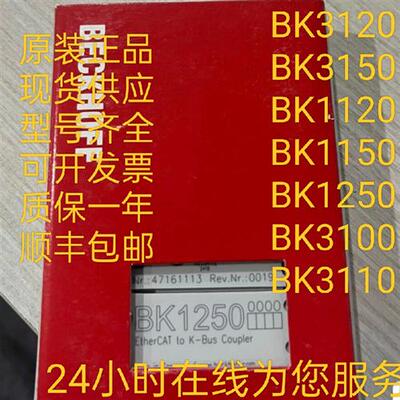 原装正品
现货供应
型号齐全
可开发票
质保一年
顺丰包邮
BECKHOFF
BK3120
BK3150
BK1120
BK1150
BK1250
BK3100
BK3110
Nr.:47161113 Rev.Nr.:0019
BK1250 0000
EtherCAT to K-Bus Coupler
24小时在线为您服务